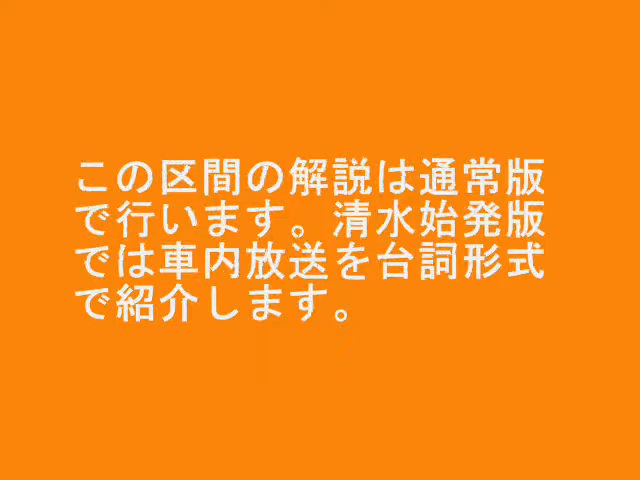 この区間の解説は通常版
で行います。清水始発版
では車内放送を台詞形式
で紹介します。